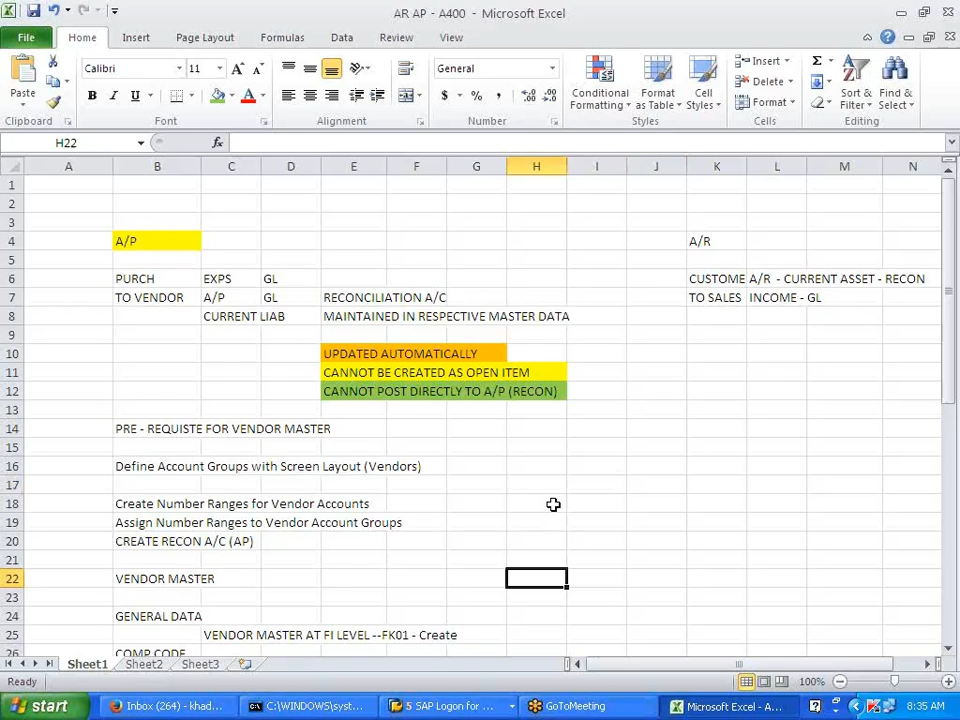 AR AP - A400 - Microsoft Excel
File Home Insert Page Layout Formulas Data Review View
Paste
Calibri 11
B I U
General
$ % ,
Conditional Formatting
Format as Table
Cell Styles
Insert
Delete
Format
Sort & Filter
Find & Select
Clipboard Font Alignment Number Styles Cells Editing
H22 fx
A B C D E F G H I J K L M N
1
2
3
4 A/P A/R
5
6 PURCH EXPS GL CUSTOME A/R - CURRENT ASSET - RECON
7 TO VENDOR A/P GL RECONCILIATION A/C TO SALES INCOME - GL
8 CURRENT LIAB MAINTAINED IN RESPECTIVE MASTER DATA
9
10 UPDATED AUTOMATICALLY
11 CANNOT BE CREATED AS OPEN ITEM
12 CANNOT POST DIRECTLY TO A/P (RECON)
13
14 PRE - REQUISTE FOR VENDOR MASTER
15
16 Define Account Groups with Screen Layout (Vendors)
17
18 Create Number Ranges for Vendor Accounts
19 Assign Number Ranges to Vendor Account Groups
20 CREATE RECON A/C (AP)
21
22 VENDOR MASTER
23
24 GENERAL DATA
25 VENDOR MASTER AT FI LEVEL --FK01 - Create
26 COMP CODE
Sheet1 Sheet2 Sheet3
Ready 100%
start Inbox (264) - khad... C:\WINDOWS\syst... 5 SAP Logon for ... GoToMeeting Microsoft Excel - A... 8:35 AM